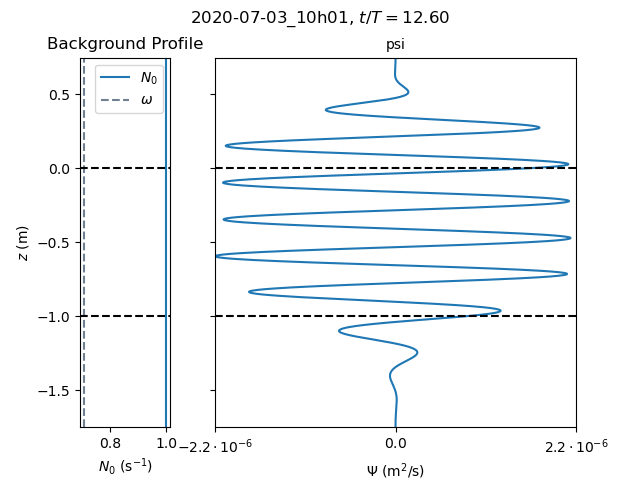 2020-07-03_10h01, t/T = 12.60
Background Profile
psi
N₀
ω
0.5
0.0
−0.5
−1.0
−1.5
z (m)
0.8
1.0
−2.2 · 10⁻⁶
0.0
2.2 · 10⁻⁶
N₀ (s⁻¹)
Ψ (m²/s)